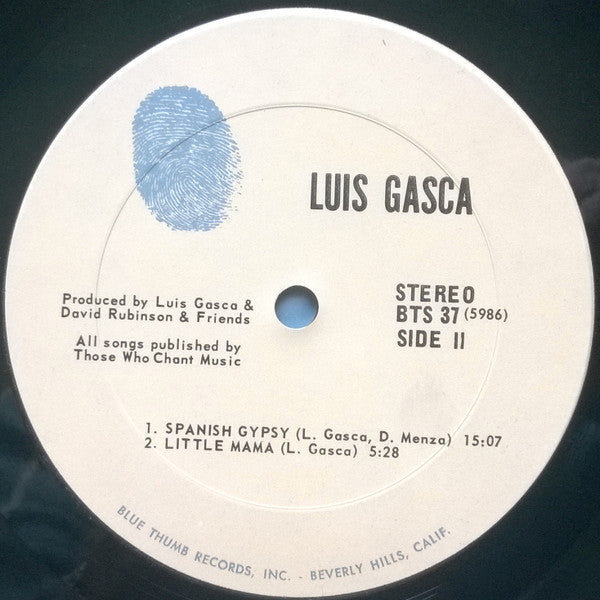 LUIS GASCA
Produced by Luis Gasca &
David Rubinson & Friends
All songs published by
Those Who Chant Music
STEREO
BTS 37 (5986)
SIDE II
1. SPANISH GYPSY (L. Gasca, D. Menza) 15:07
2. LITTLE MAMA (L. Gasca) 5:28
BLUE THUMB RECORDS, INC. - BEVERLY HILLS, CALIF.